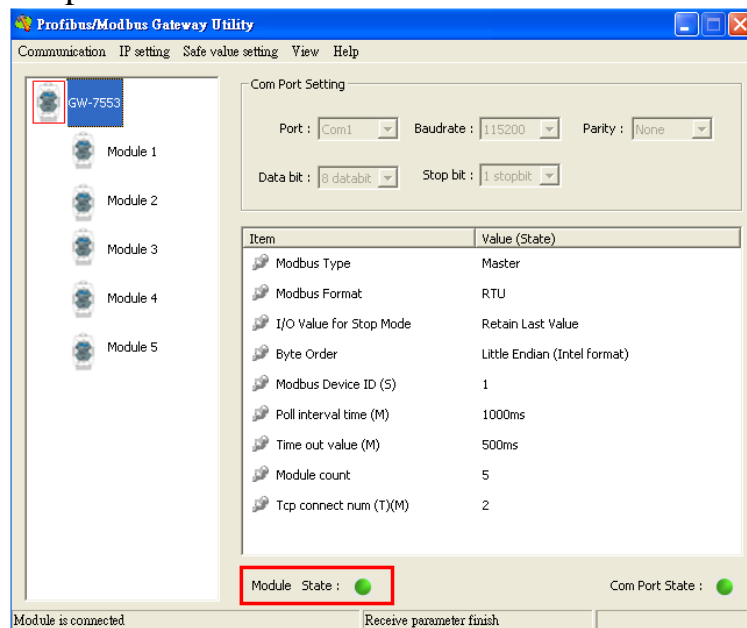 Profibus/Modbus Gateway Utility
Communication IP setting Safe value setting View Help
GW-7553
Module 1
Module 2
Module 3
Module 4
Module 5
Com Port Setting
Port : Com1 Baudrate : 115200 Parity : None
Data bit : 8 databit Stop bit : 1 stopbit
Item Value (State)
Modbus Type Master
Modbus Format RTU
I/O Value for Stop Mode Retain Last Value
Byte Order Little Endian (Intel format)
Modbus Device ID (S) 1
Poll interval time (M) 1000ms
Time out value (M) 500ms
Module count 5
Tcp connect num (T)(M) 2
Module State : Com Port State :
Module is connected Receive parameter finish